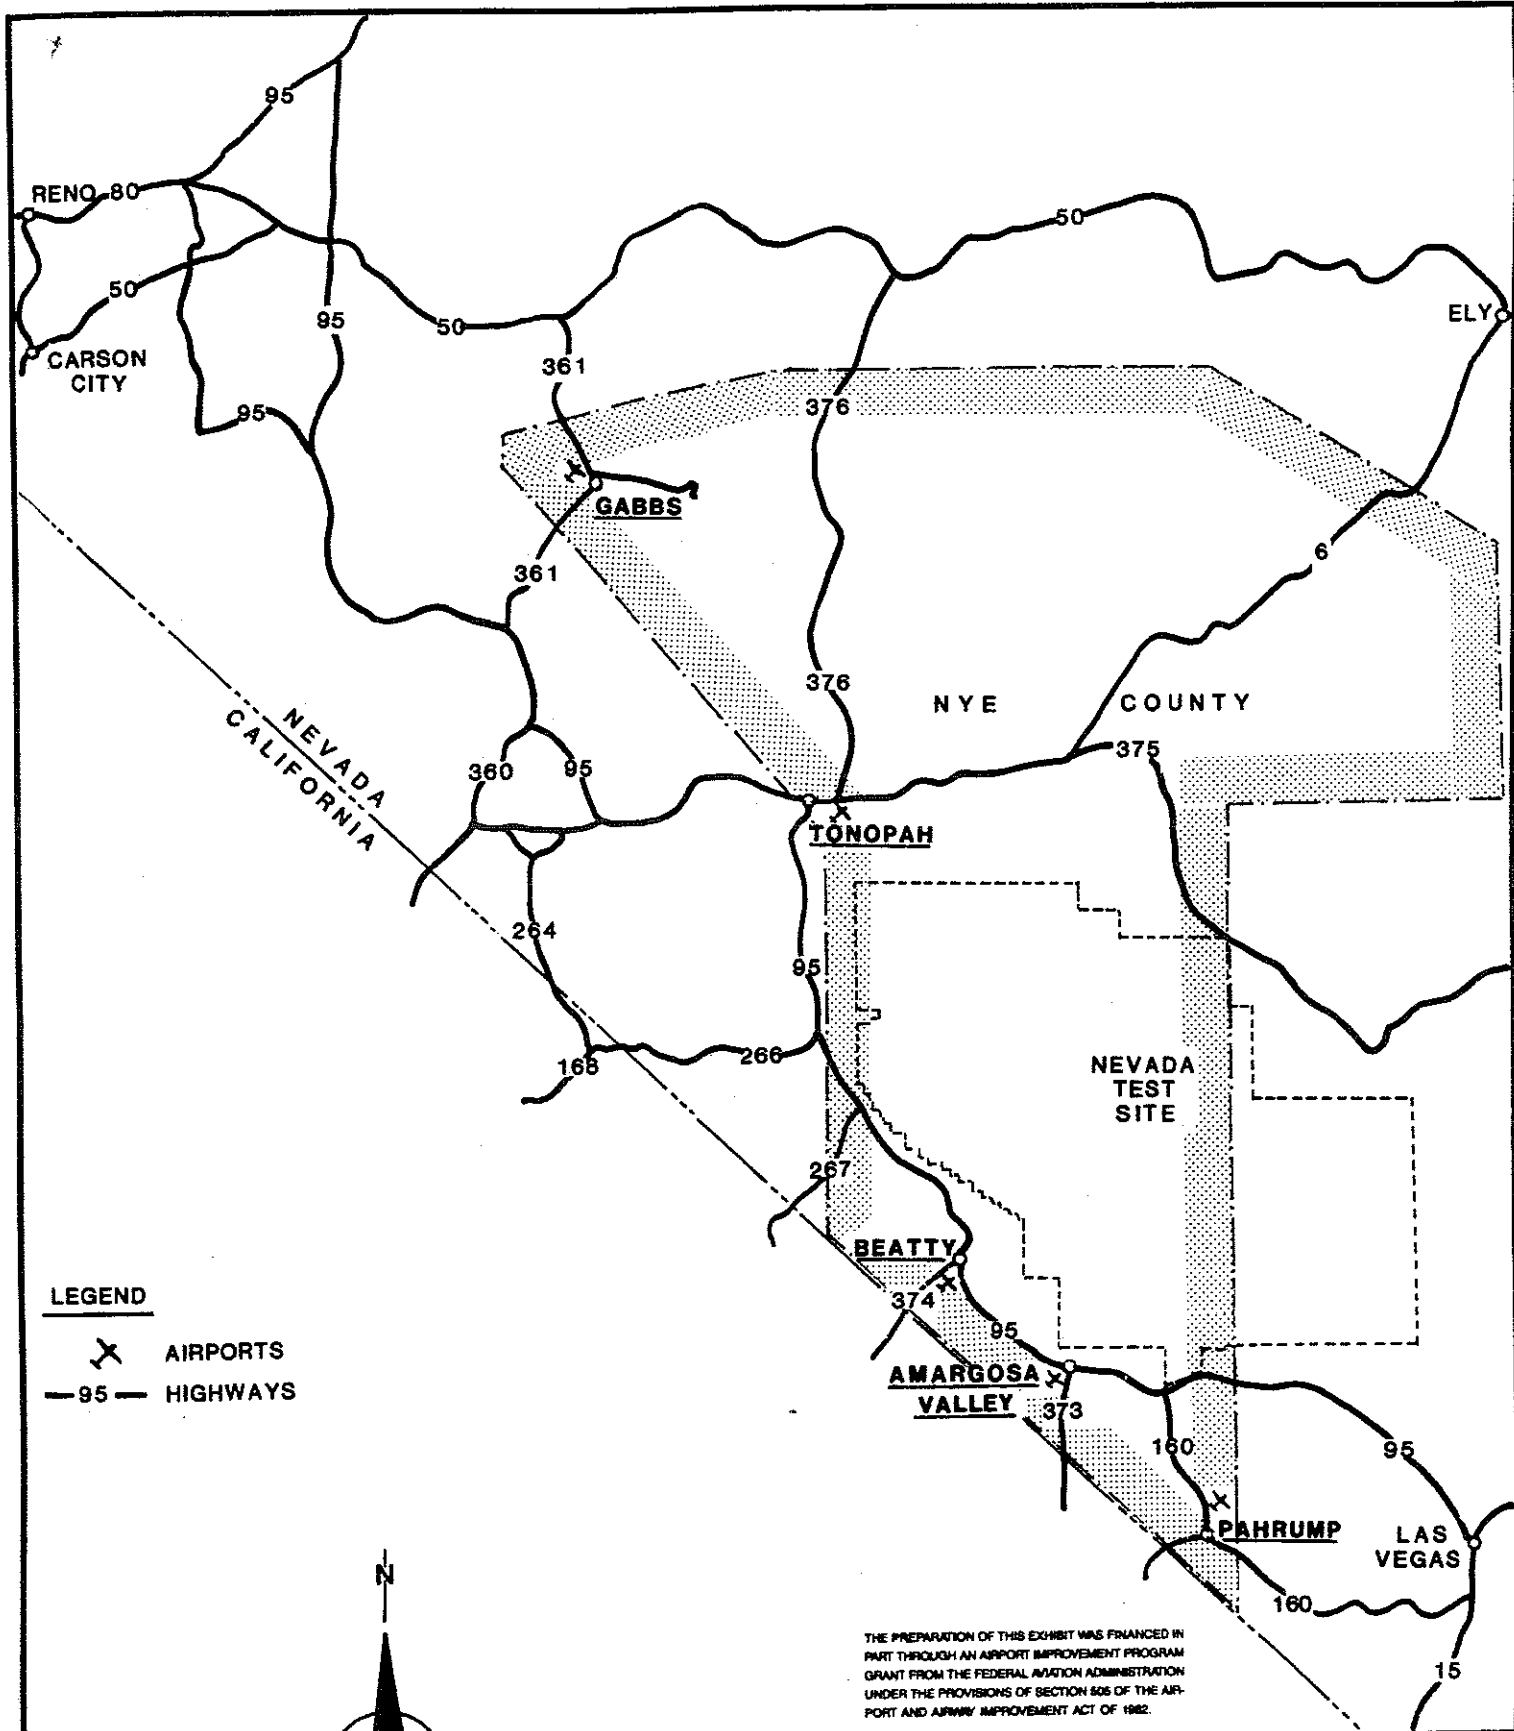 95
RENO
80
50
50
ELY
95
50
CARSON
CITY
361
376
95
GABBS
6
361
376
NYE COUNTY
NEVADA
CALIFORNIA
375
360
95
TONOPAH
264
95
266
168
NEVADA
TEST
SITE
267
BEATTY
374
95
LEGEND
AIRPORTS
95 HIGHWAYS
AMARGOSA
VALLEY
373
160
95
PAHRUMP
LAS
VEGAS
160
N
15
THE PREPARATION OF THIS EXHIBIT WAS FINANCED IN
PART THROUGH AN AIRPORT IMPROVEMENT PROGRAM
GRANT FROM THE FEDERAL AVIATION ADMINISTRATION
UNDER THE PROVISIONS OF SECTION 505 OF THE AIR-
PORT AND AIRWAY IMPROVEMENT ACT OF 1982.